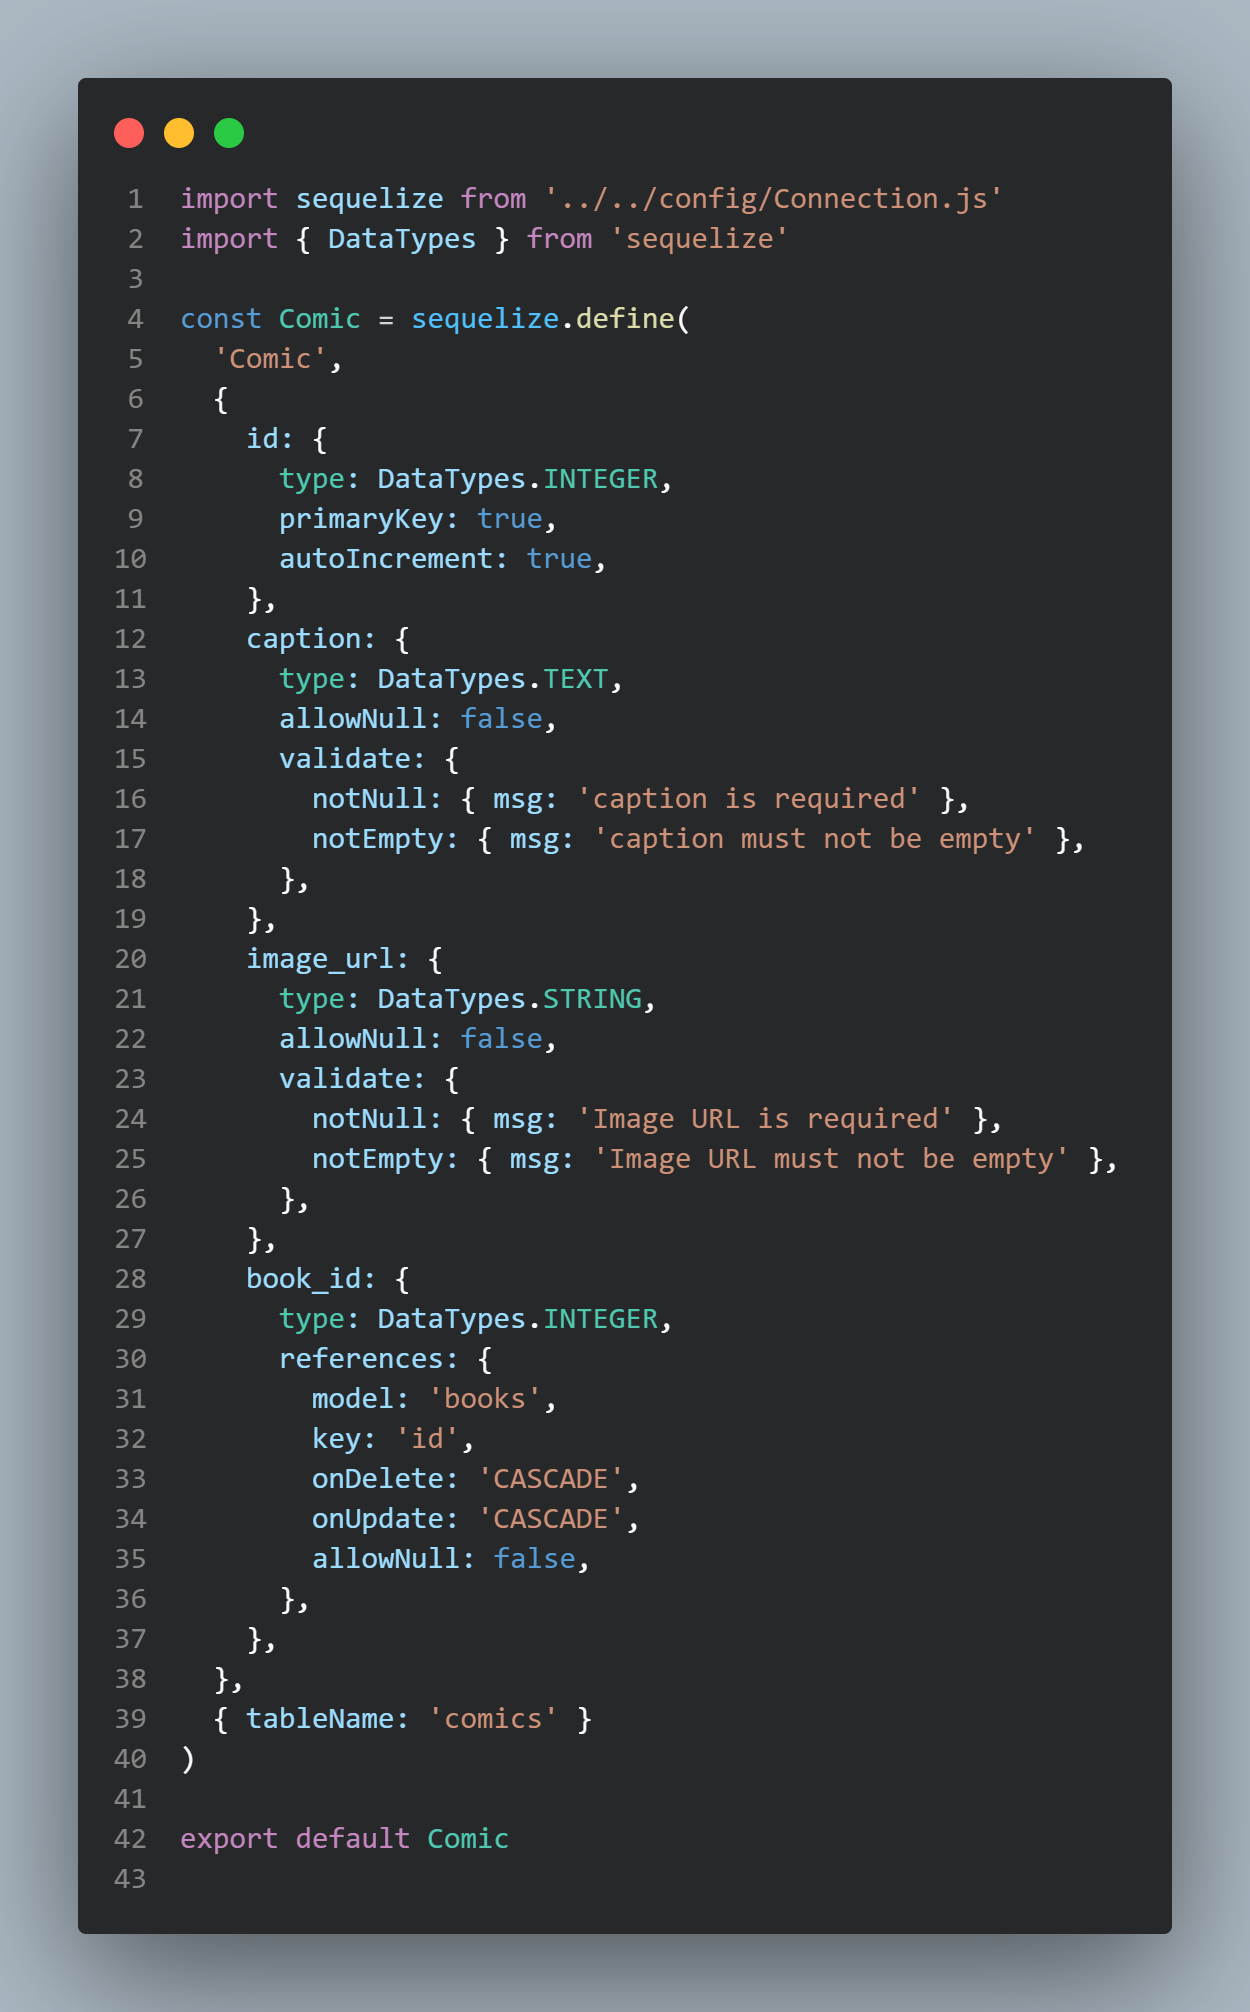 1 import sequelize from '../../config/Connection.js'
2 import { DataTypes } from 'sequelize'
3
4 const Comic = sequelize.define(
5   'Comic',
6   {
7     id: {
8       type: DataTypes.INTEGER,
9       primaryKey: true,
10       autoIncrement: true,
11     },
12     caption: {
13       type: DataTypes.TEXT,
14       allowNull: false,
15       validate: {
16         notNull: { msg: 'caption is required' },
17         notEmpty: { msg: 'caption must not be empty' },
18       },
19     },
20     image_url: {
21       type: DataTypes.STRING,
22       allowNull: false,
23       validate: {
24         notNull: { msg: 'Image URL is required' },
25         notEmpty: { msg: 'Image URL must not be empty' },
26       },
27     },
28     book_id: {
29       type: DataTypes.INTEGER,
30       references: {
31         model: 'books',
32         key: 'id',
33         onDelete: 'CASCADE',
34         onUpdate: 'CASCADE',
35         allowNull: false,
36       },
37     },
38   },
39   { tableName: 'comics' }
40 )
41
42 export default Comic
43